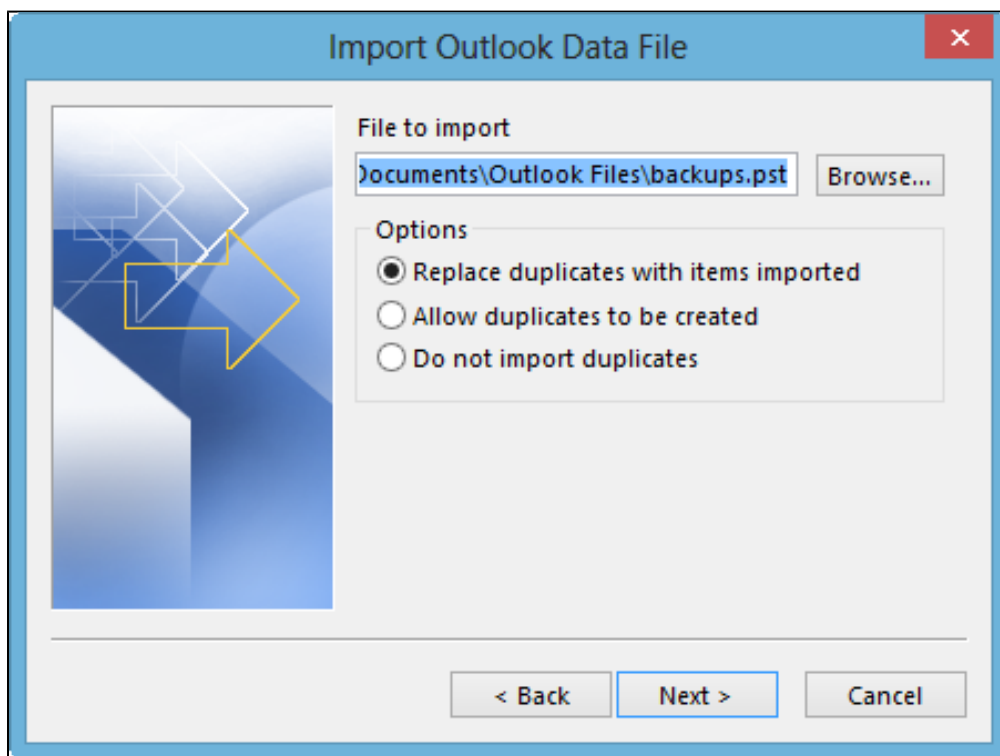 Import Outlook Data File
File to import
Documents\Outlook Files\backups.pst
Browse...
Options
Replace duplicates with items imported
Allow duplicates to be created
Do not import duplicates
< Back
Next >
Cancel